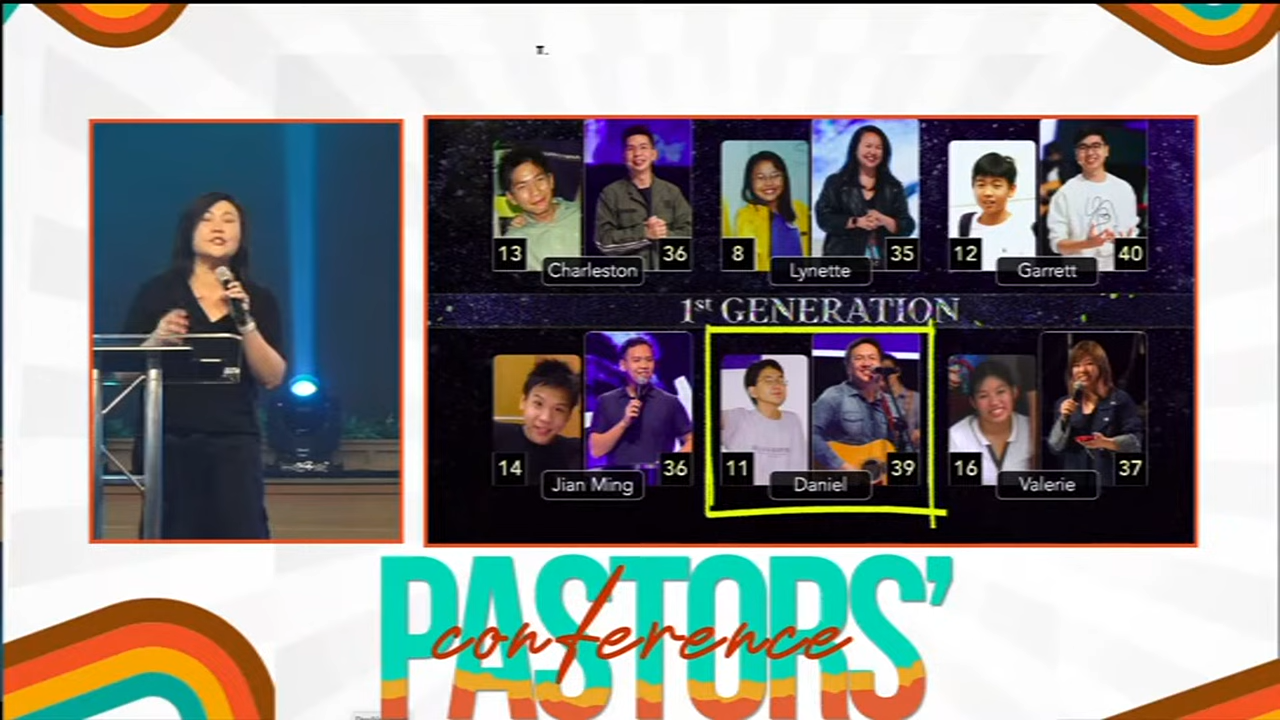 13 36 8 35 12 40
Charleston Lynette Garrett
1st GENERATION
14 36 11 39 16 37
Jian Ming Daniel Valerie
PASTORS'
conference